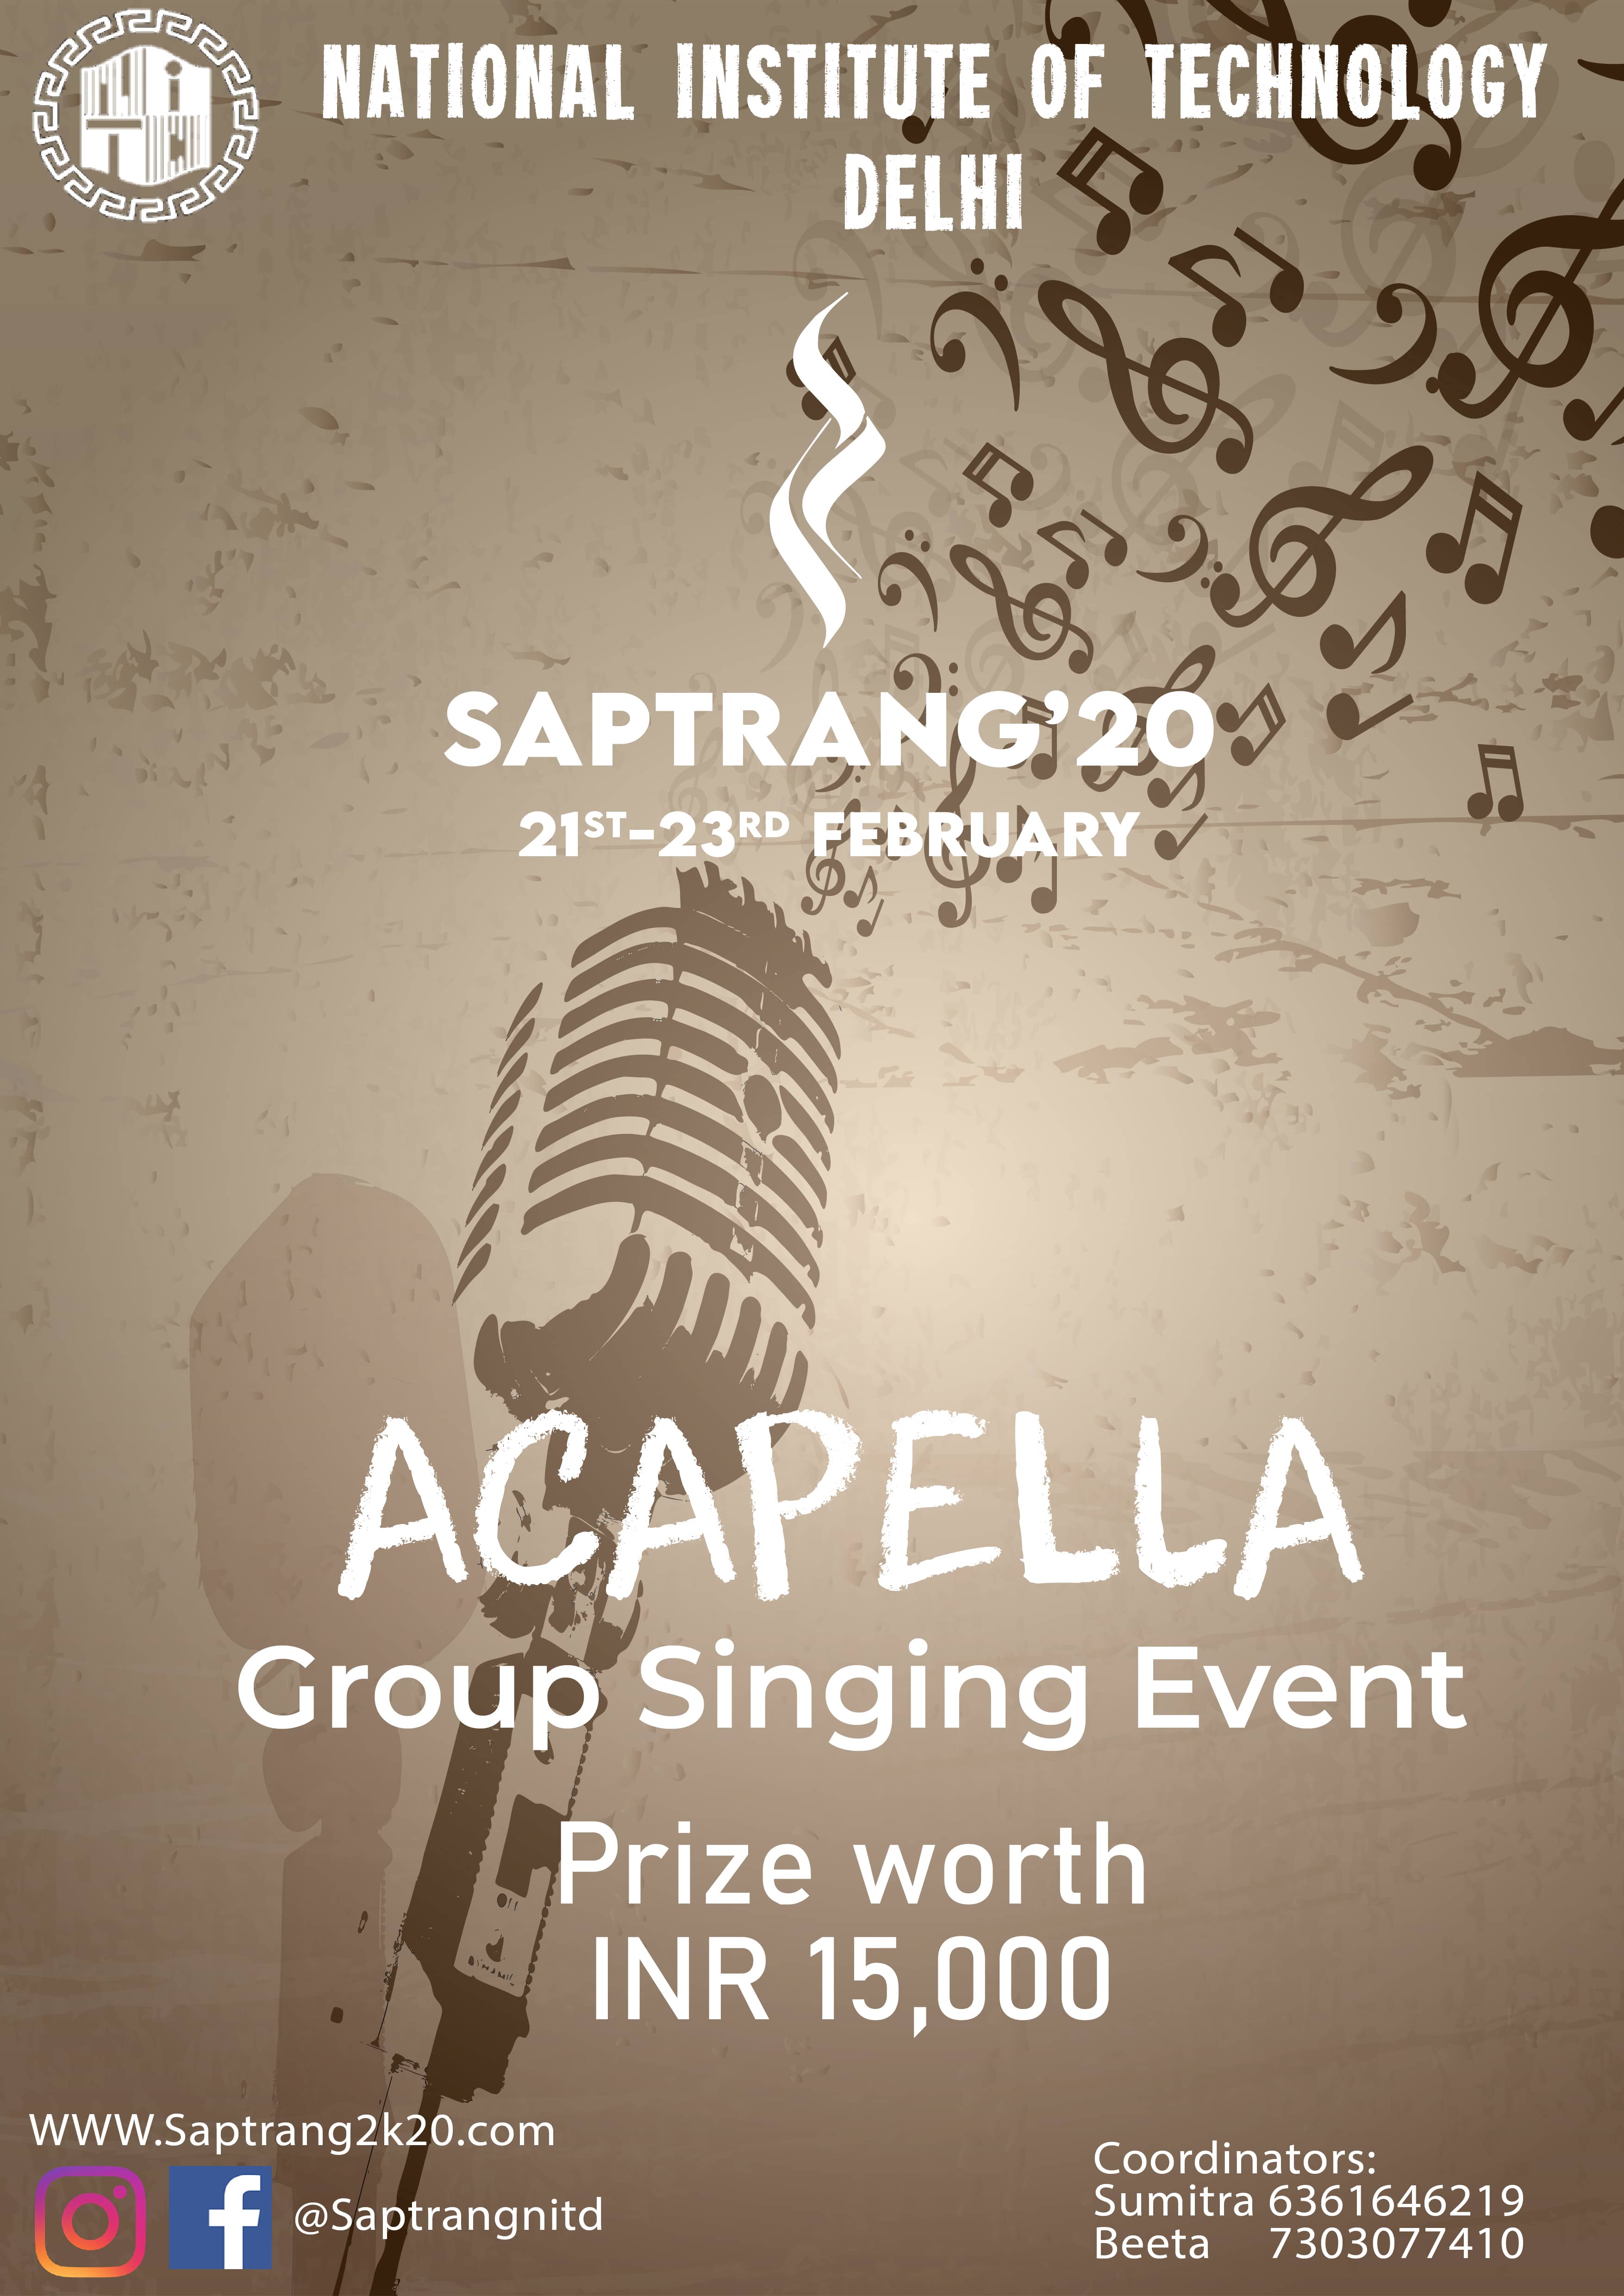 NATIONAL INSTITUTE OF TECHNOLOGY
DELHI
SAPTRANG'20
21ST-23RD FEBRUARY
ACAPELLA
Group Singing Event
Prize worth
INR 15,000
WWW.Saptrang2k20.com
@Saptrangnitd
Coordinators:
Sumitra 6361646219
Beeta 7303077410